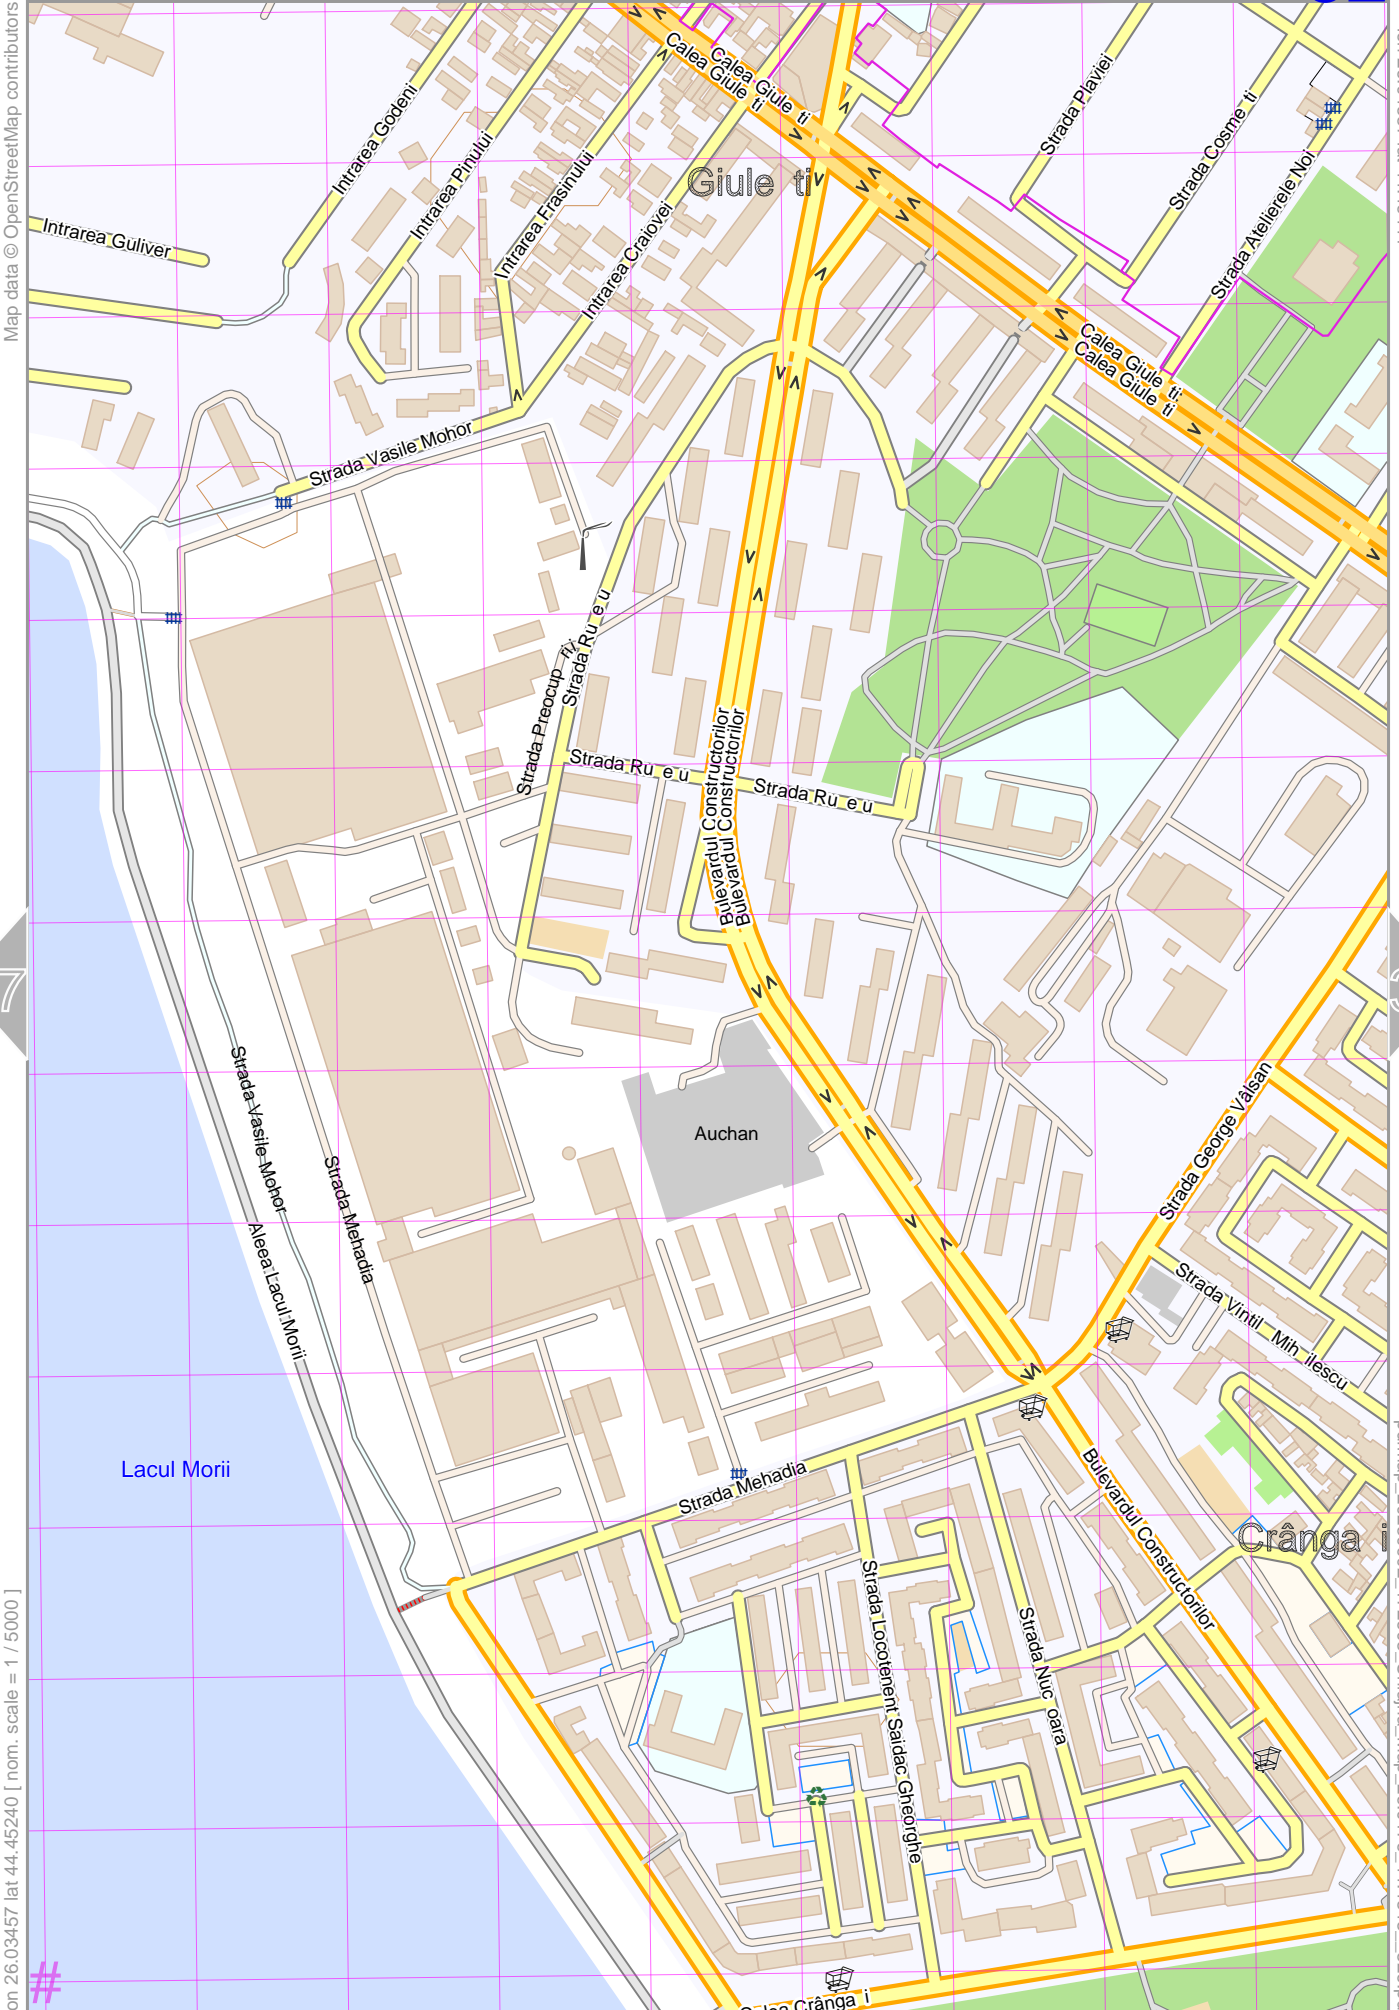 Map data © OpenStreetMap contributors
Calea Giule ti
Calea Giule ti
Giule ti
Strada Plaviei
Strada Cosme ti
Strada Atelierele Noi
Intrarea Godeni
Intrarea Pinului
Intrarea Frasinului
Intrarea Craiovei
Intrarea Guliver
Calea Giule ti
Calea Giule ti
Strada Vasile Mohor
Strada Ru e u
Strada Preocup rii
Strada Ru e u
Strada Ru e u
Bulevardul Constructorilor
Bulevardul Constructorilor
7
Auchan
Strada Vasile Mohor
Strada Mehadia
Aleea Lacul Morii
Strada George Vâlsan
Strada Vintil Mih ilescu
Lacul Morii
Strada Mehadia
Bulevardul Constructorilor
Crânga i
Strada Locotenent Saidac Gheorghe
Strada Nuc oara
Calea Crânga i
on 26.03457 lat 44.45240 [ nom. scale = 1 / 5000 ]
#